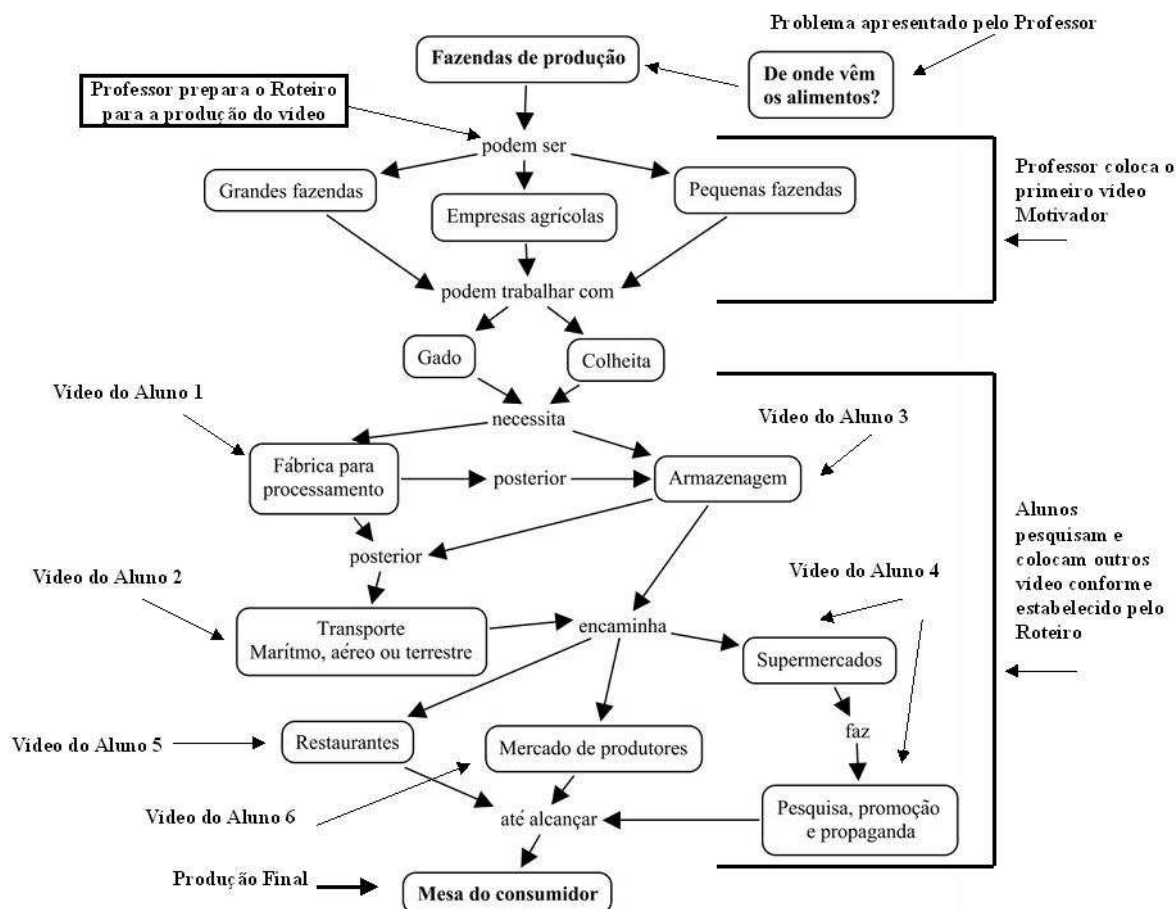 Problema apresentado pelo Professor
Fazendas de produção
De onde vêm
os alimentos?
Professor prepara o Roteiro
para a produção do vídeo
podem ser
Grandes fazendas
Empresas agrícolas
Pequenas fazendas
Professor coloca o
primeiro vídeo
Motivador
podem trabalhar com
Gado
Colheita
Vídeo do Aluno 1
necessita
Vídeo do Aluno 3
Fábrica para
processamento
posterior
Armazenagem
Alunos
pesquisam e
colocam outros
vídeo conforme
estabelecido pelo
Roteiro
posterior
Vídeo do Aluno 2
Vídeo do Aluno 4
Transporte
Marítmo, aéreo ou terrestre
encaminha
Supermercados
Vídeo do Aluno 5
Restaurantes
Mercado de produtores
faz
Vídeo do Aluno 6
até alcançar
Pesquisa, promoção
e propaganda
Produção Final
Mesa do consumidor